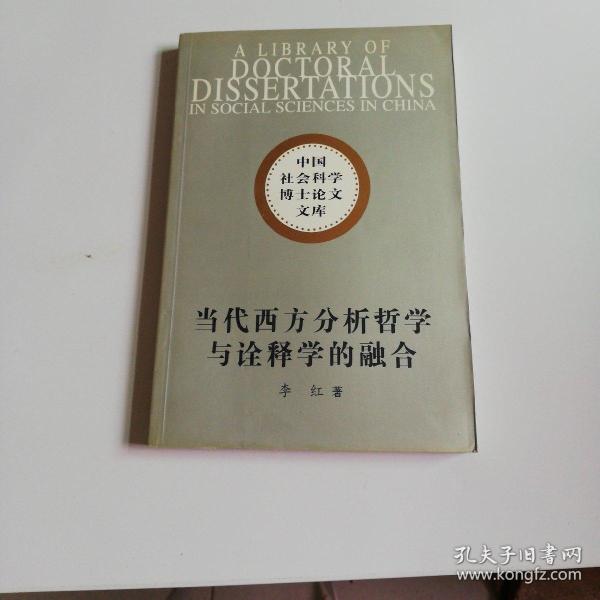 A LIBRARY OF
DOCTORAL
DISSERTATIONS
IN SOCIAL SCIENCES IN CHINA
中国
社会科学
博士论文
文库
当代西方分析哲学
与诠释学的融合
李 红 著
孔夫子旧书网
www.kongfz.com